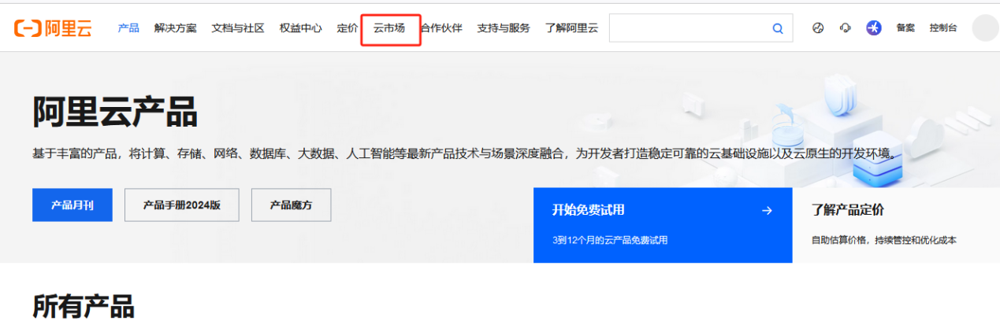 阿里云 产品 解决方案 文档与社区 权益中心 定价 云市场 合作伙伴 支持与服务 了解阿里云 备案 控制台
阿里云产品
基于丰富的产品，将计算、存储、网络、数据库、大数据、人工智能等最新产品技术与场景深度融合，为开发者打造稳定可靠的云基础设施以及云原生的开发环境。
产品月刊 产品手册2024版 产品魔方
开始免费试用 → 了解产品定价
3到12个月的云产品免费试用 自助估算价格，持续管控和优化成本
所有产品